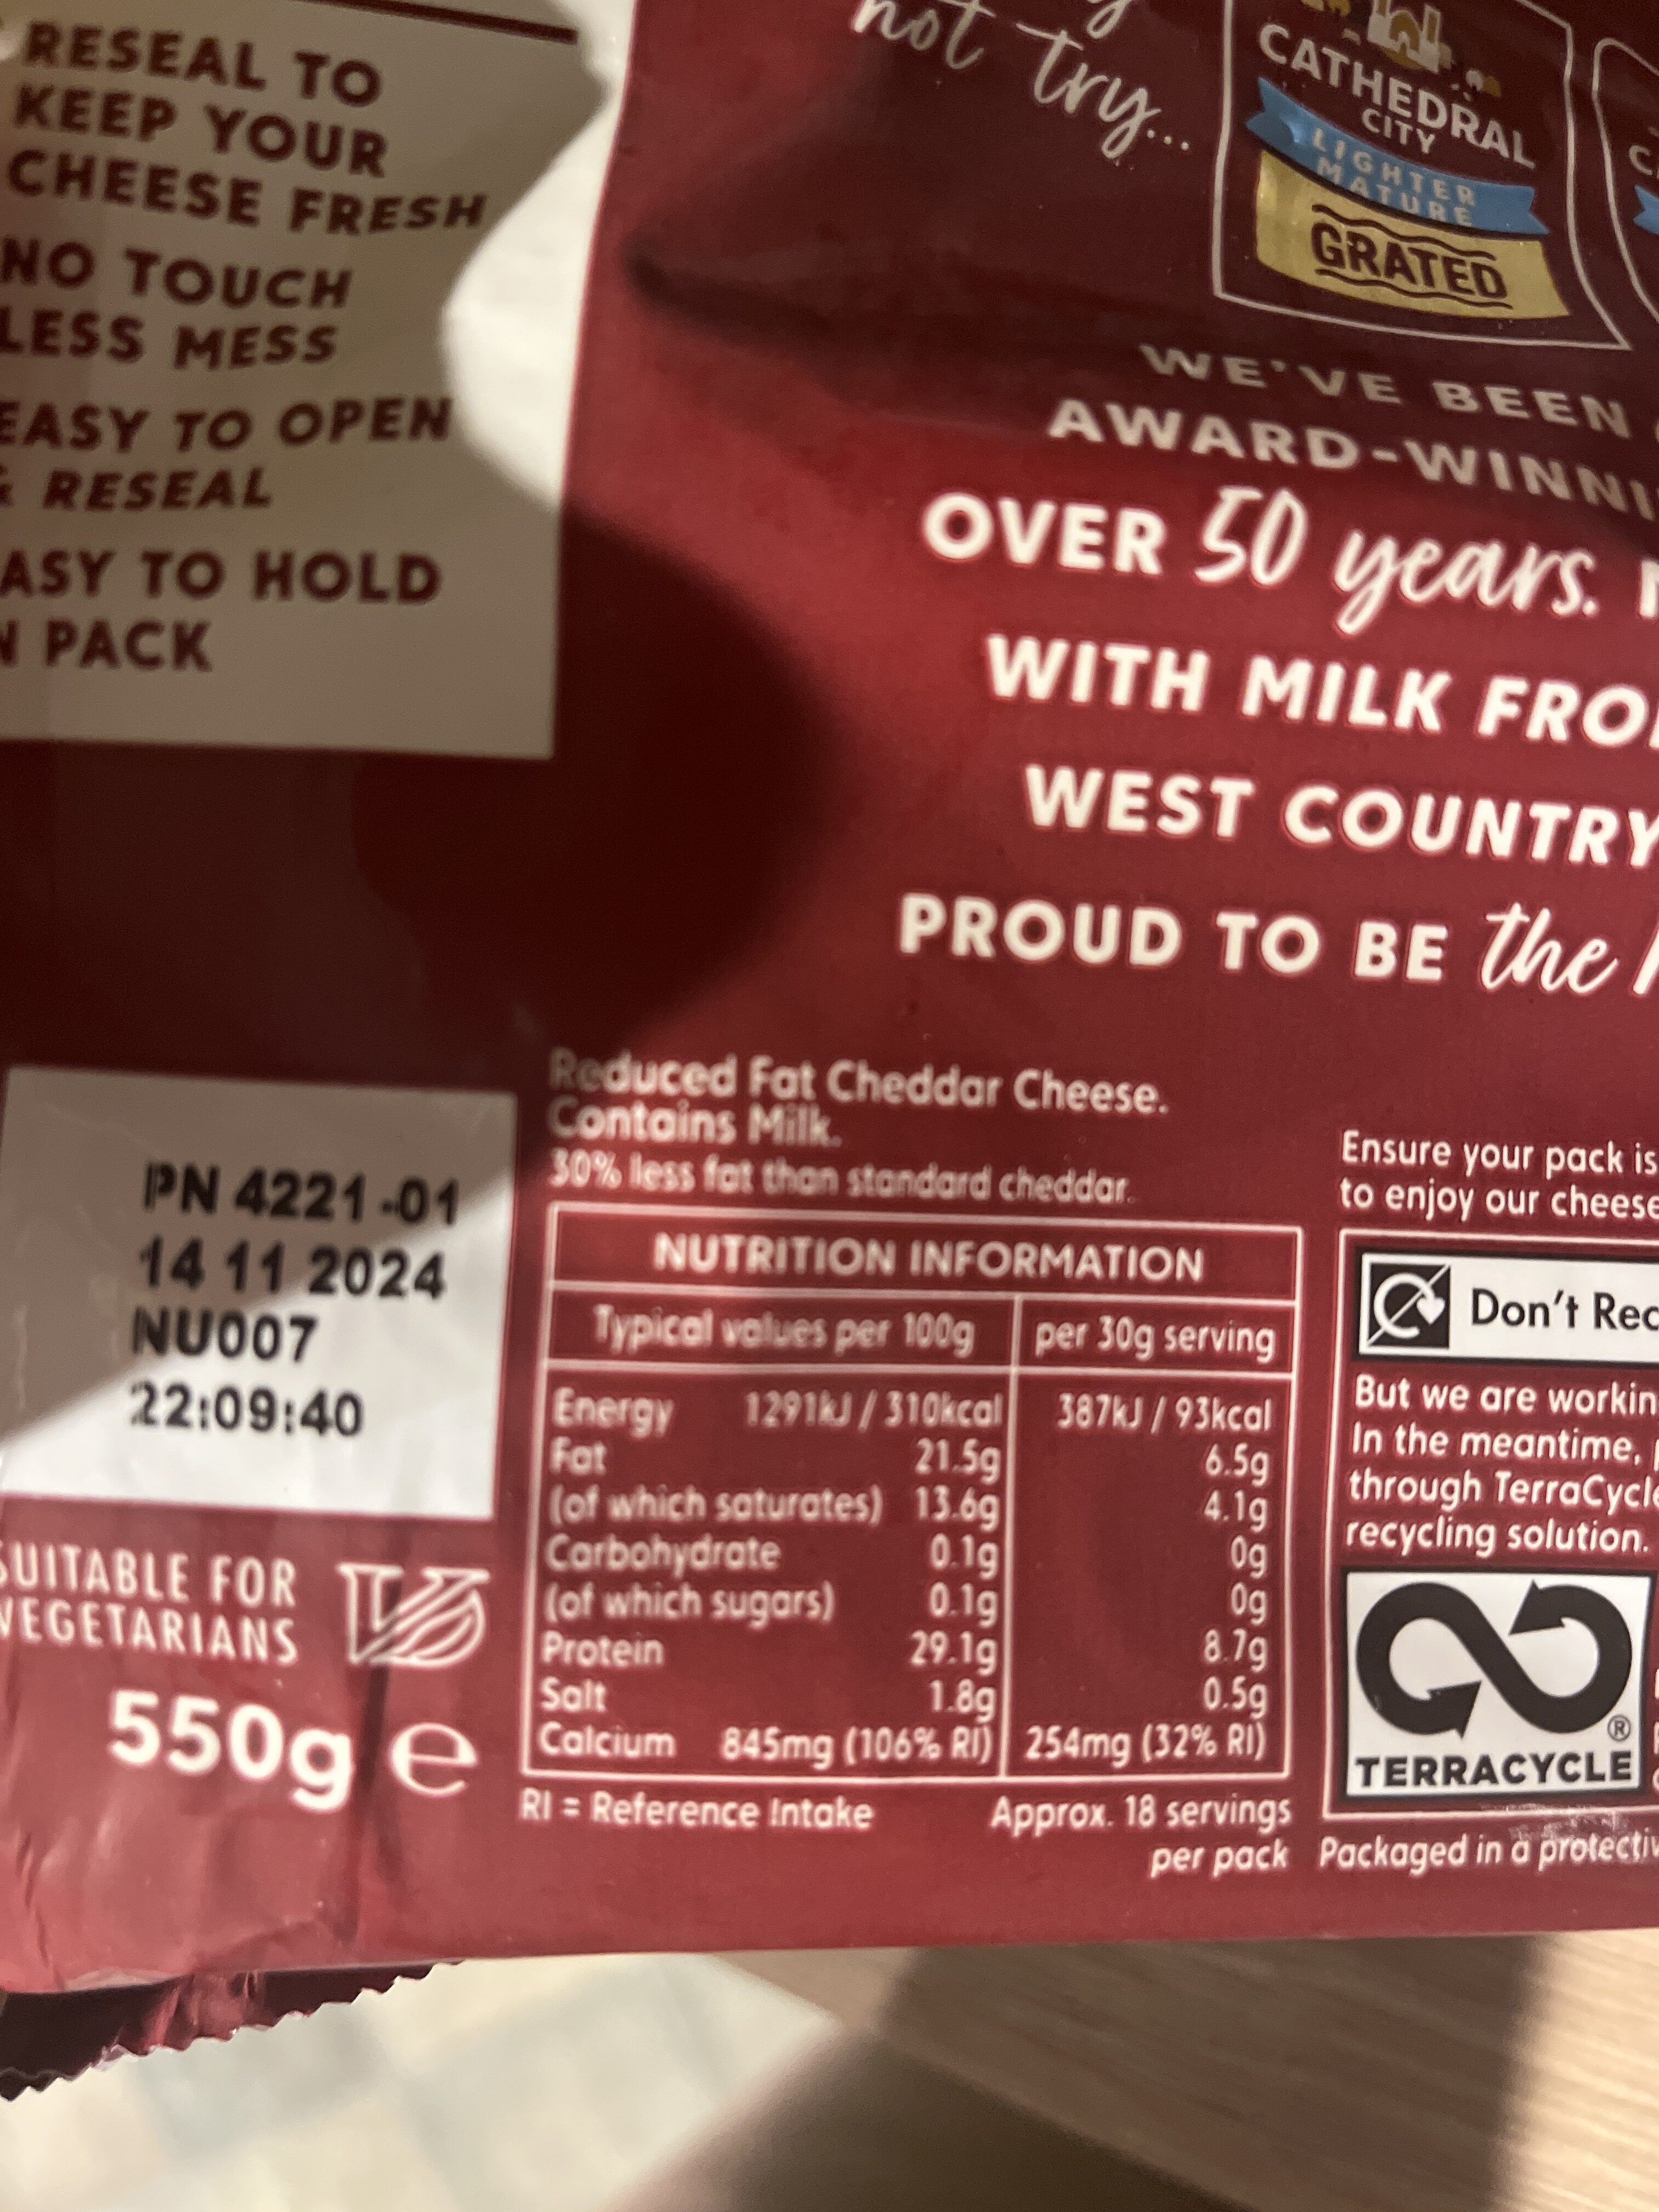 RESEAL TO
KEEP YOUR
CHEESE FRESH
NO TOUCH
LESS MESS
EASY TO OPEN
& RESEAL
ASY TO HOLD
N PACK
not try...
CATHEDRAL
CITY
LIGHTER
MATURE
GRATED
WE'VE BEEN
AWARD-WINNI
OVER 50 years.
WITH MILK FRO
WEST COUNTRY
PROUD TO BE the
Reduced Fat Cheddar Cheese.
Contains Milk.
30% less fat than standard cheddar.
PN 4221-01
14 11 2024
NU007
22:09:40
SUITABLE FOR
VEGETARIANS
550g e
NUTRITION INFORMATION
Typical values per 100g per 30g serving
Energy 1291kJ / 310kcal 387kJ / 93kcal
Fat 21.5g 6.5g
(of which saturates) 13.6g 4.1g
Carbohydrate 0.1g 0g
(of which sugars) 0.1g 0g
Protein 29.1g 8.7g
Salt 1.8g 0.5g
Calcium 845mg (106% RI) 254mg (32% RI)
RI = Reference Intake Approx. 18 servings
per pack
Ensure your pack is
to enjoy our cheese
Don't Rec
But we are workin
In the meantime,
through TerraCycle
recycling solution.
TERRACYCLE®
Packaged in a protectiv